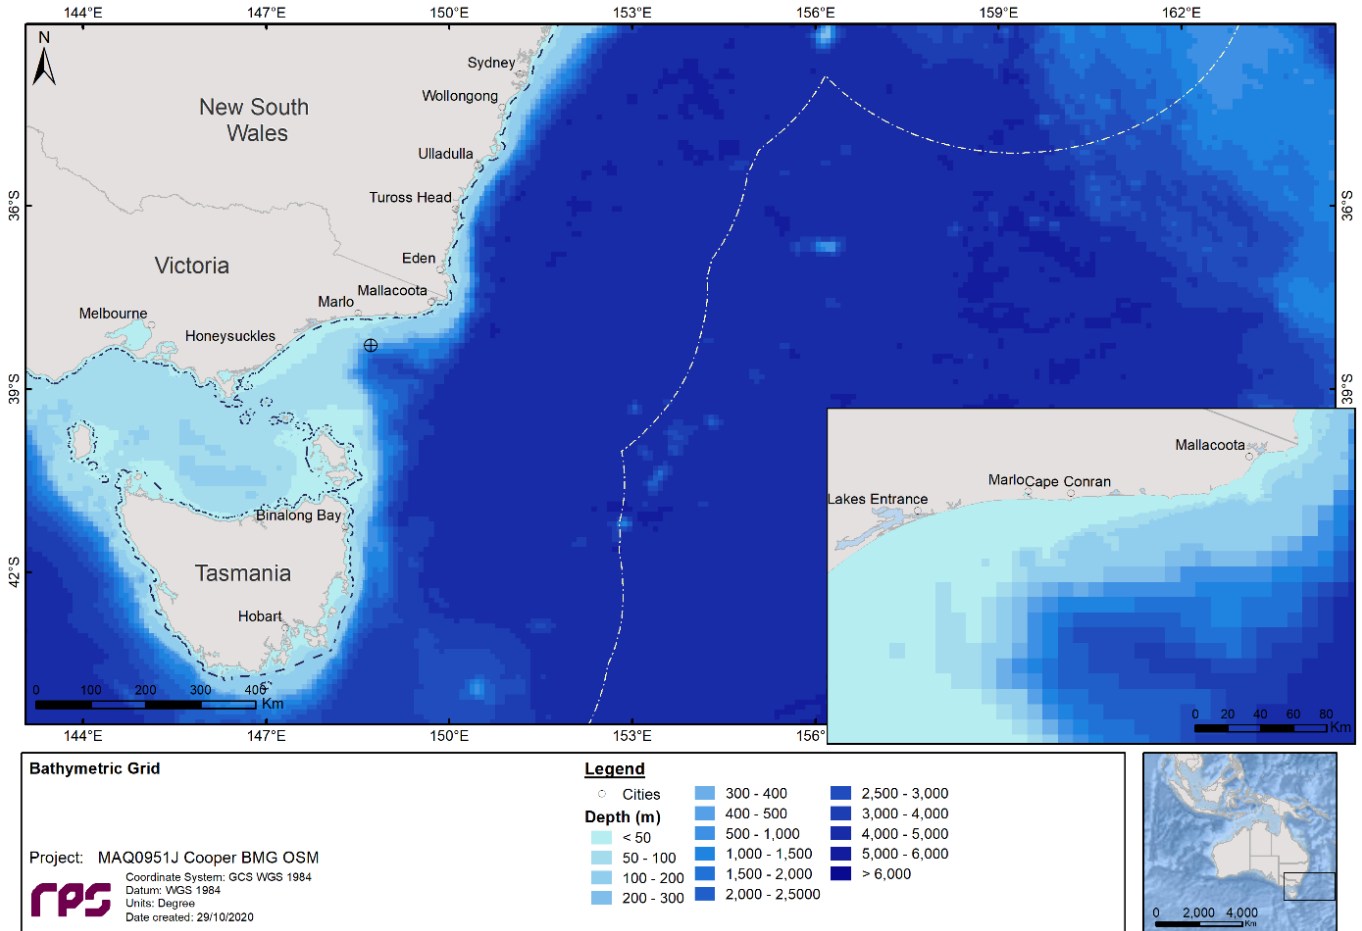 144°E 147°E 150°E 153°E 156°E 159°E 162°E
N
Sydney
Wollongong
New South
Wales
Ulladulla
Tuross Head
36°S
36°S
Eden
Victoria
Mallacoota
Marlo
Melbourne
Honeysuckles
39°S
39°S
Binalong Bay
Tasmania
42°S
Hobart
0 100 200 300 400
Km
144°E 147°E 150°E 153°E 156°
Mallacoota
Marlo
Cape Conran
Lakes Entrance
0 20 40 60 80
Km
Bathymetric Grid
Project: MAQ0951J Cooper BMG OSM
rps
Coordinate System: GCS WGS 1984
Datum: WGS 1984
Units: Degree
Date created: 29/10/2020
Legend
Cities
Depth (m)
< 50
50 - 100
100 - 200
200 - 300
300 - 400
400 - 500
500 - 1,000
1,000 - 1,500
1,500 - 2,000
2,000 - 2,5000
2,500 - 3,000
3,000 - 4,000
4,000 - 5,000
5,000 - 6,000
> 6,000
0 2,000 4,000
Km